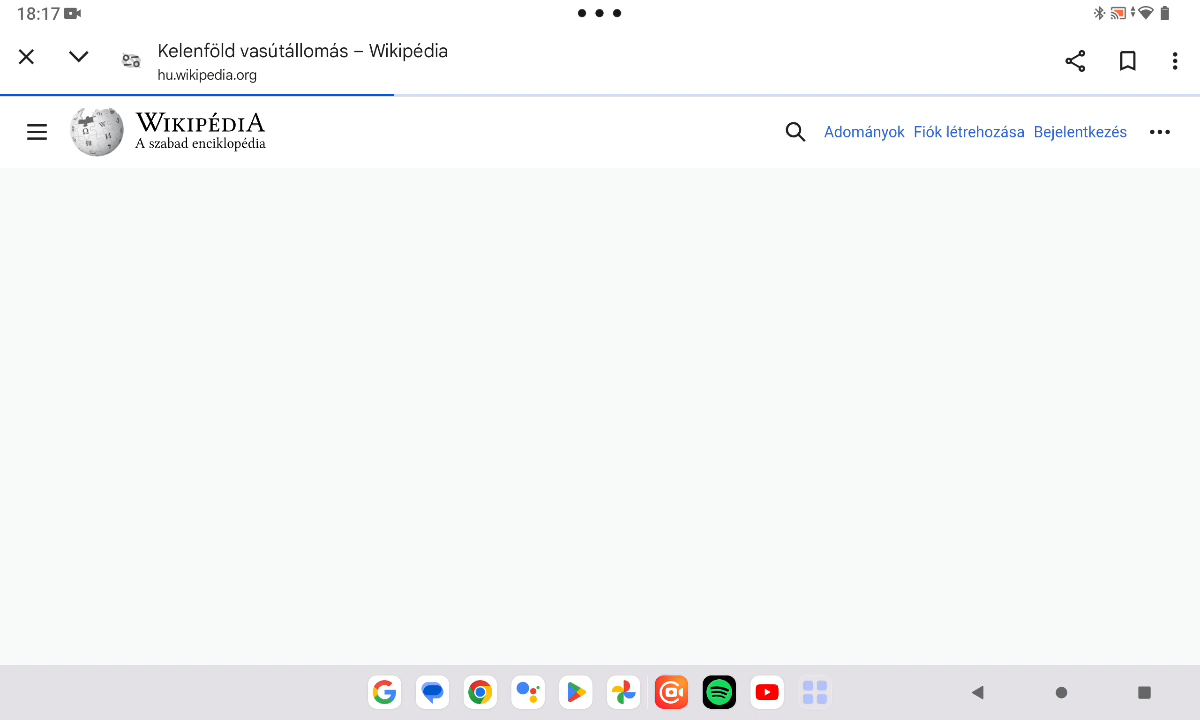 18:17
Kelenföld vasútállomás – Wikipédia
hu.wikipedia.org
WIKIPÉDIA
A szabad enciklopédia
Adományok Fiók létrehozása Bejelentkezés